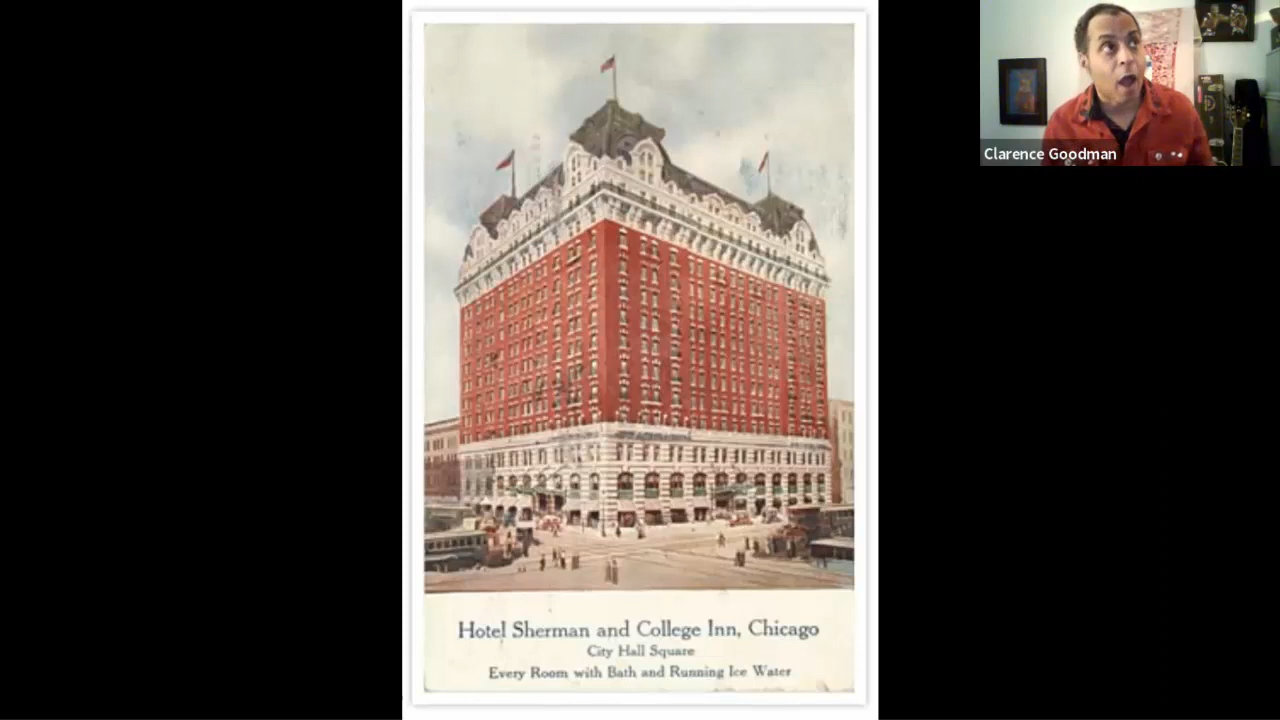 Hotel Sherman and College Inn, Chicago
City Hall Square
Every Room with Bath and Running Ice Water
Clarence Goodman